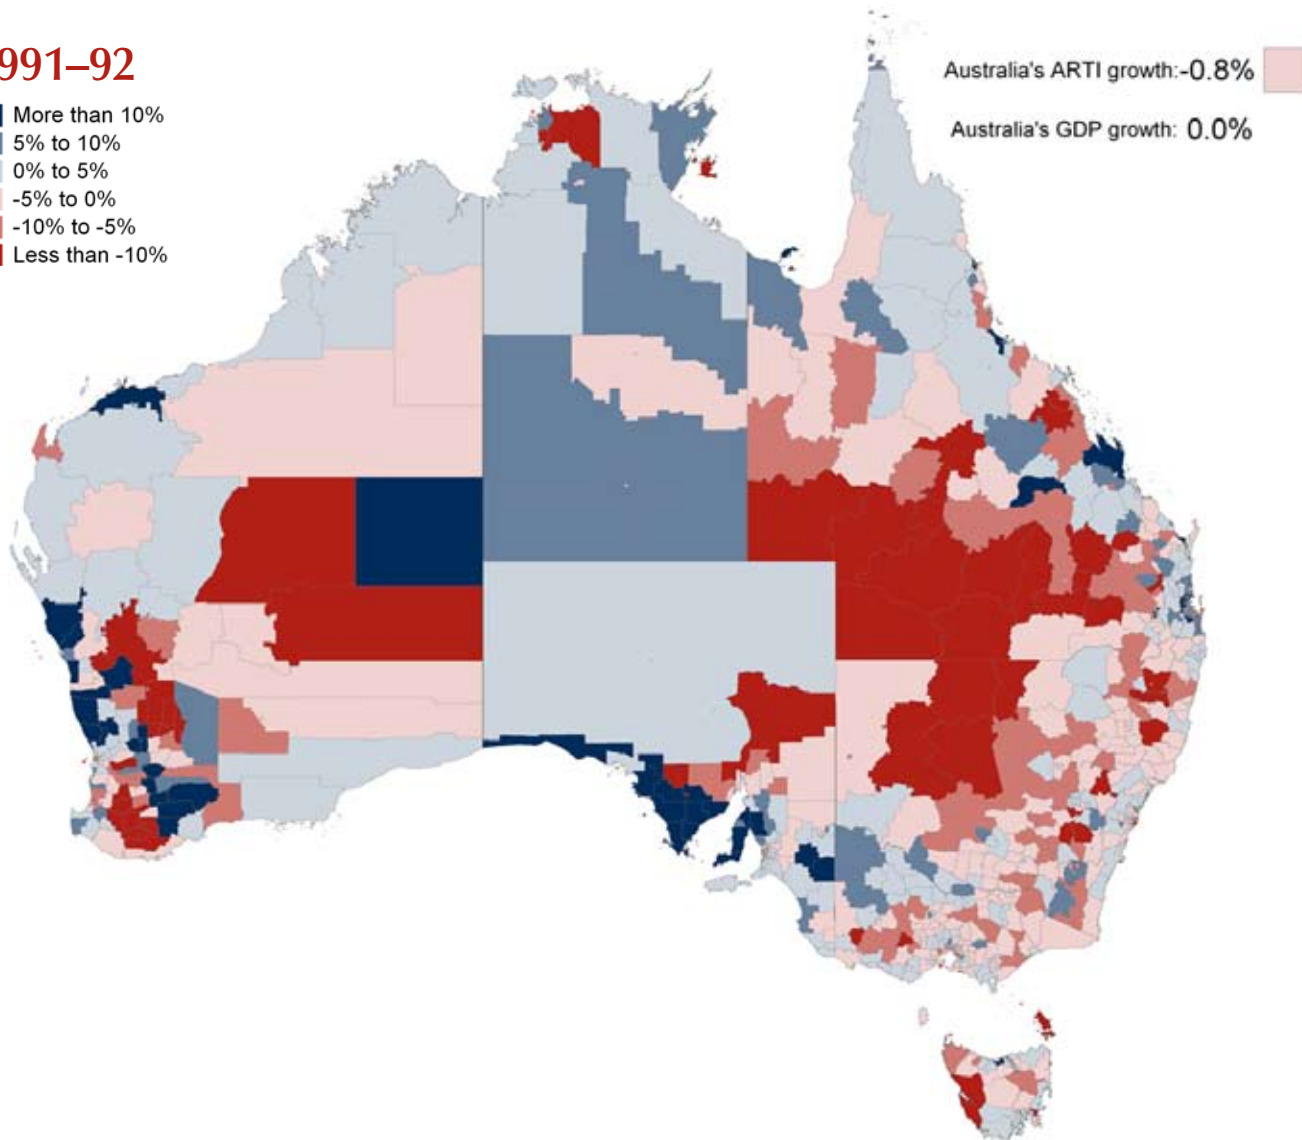 991–92
More than 10%
5% to 10%
0% to 5%
-5% to 0%
-10% to -5%
Less than -10%
Australia's ARTI growth:-0.8%
Australia's GDP growth: 0.0%